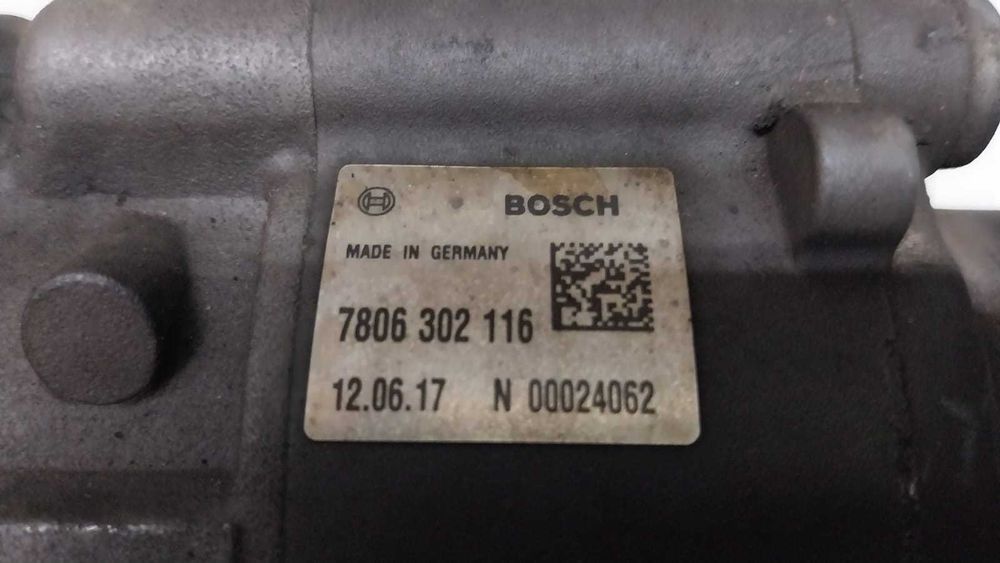 BOSCH
MADE IN GERMANY
7806 302 116
12.06.17 N 00024062